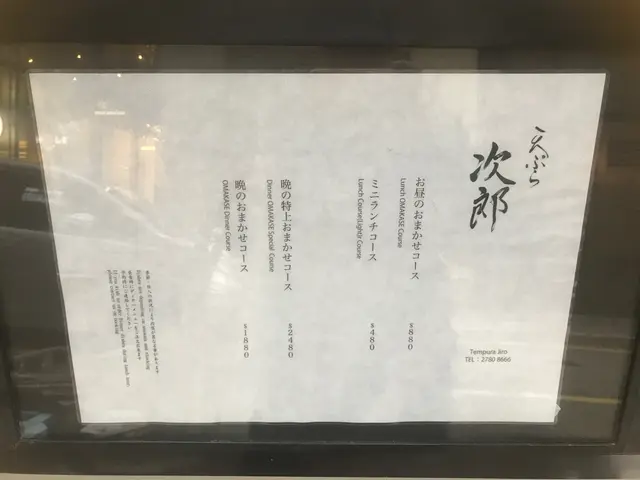 天ぷら
次郎
Tempura Jiro
TEL : 2780 8666
お昼のおまかせコース
Lunch OMAKASE Course
$880
ミニランチコース
Lunch Course(Light) Course
$480
晩の特上おまかせコース
Dinner OMAKASE Special Course
$2480
晩のおまかせコース
OMAKASE Dinner Course
$1880